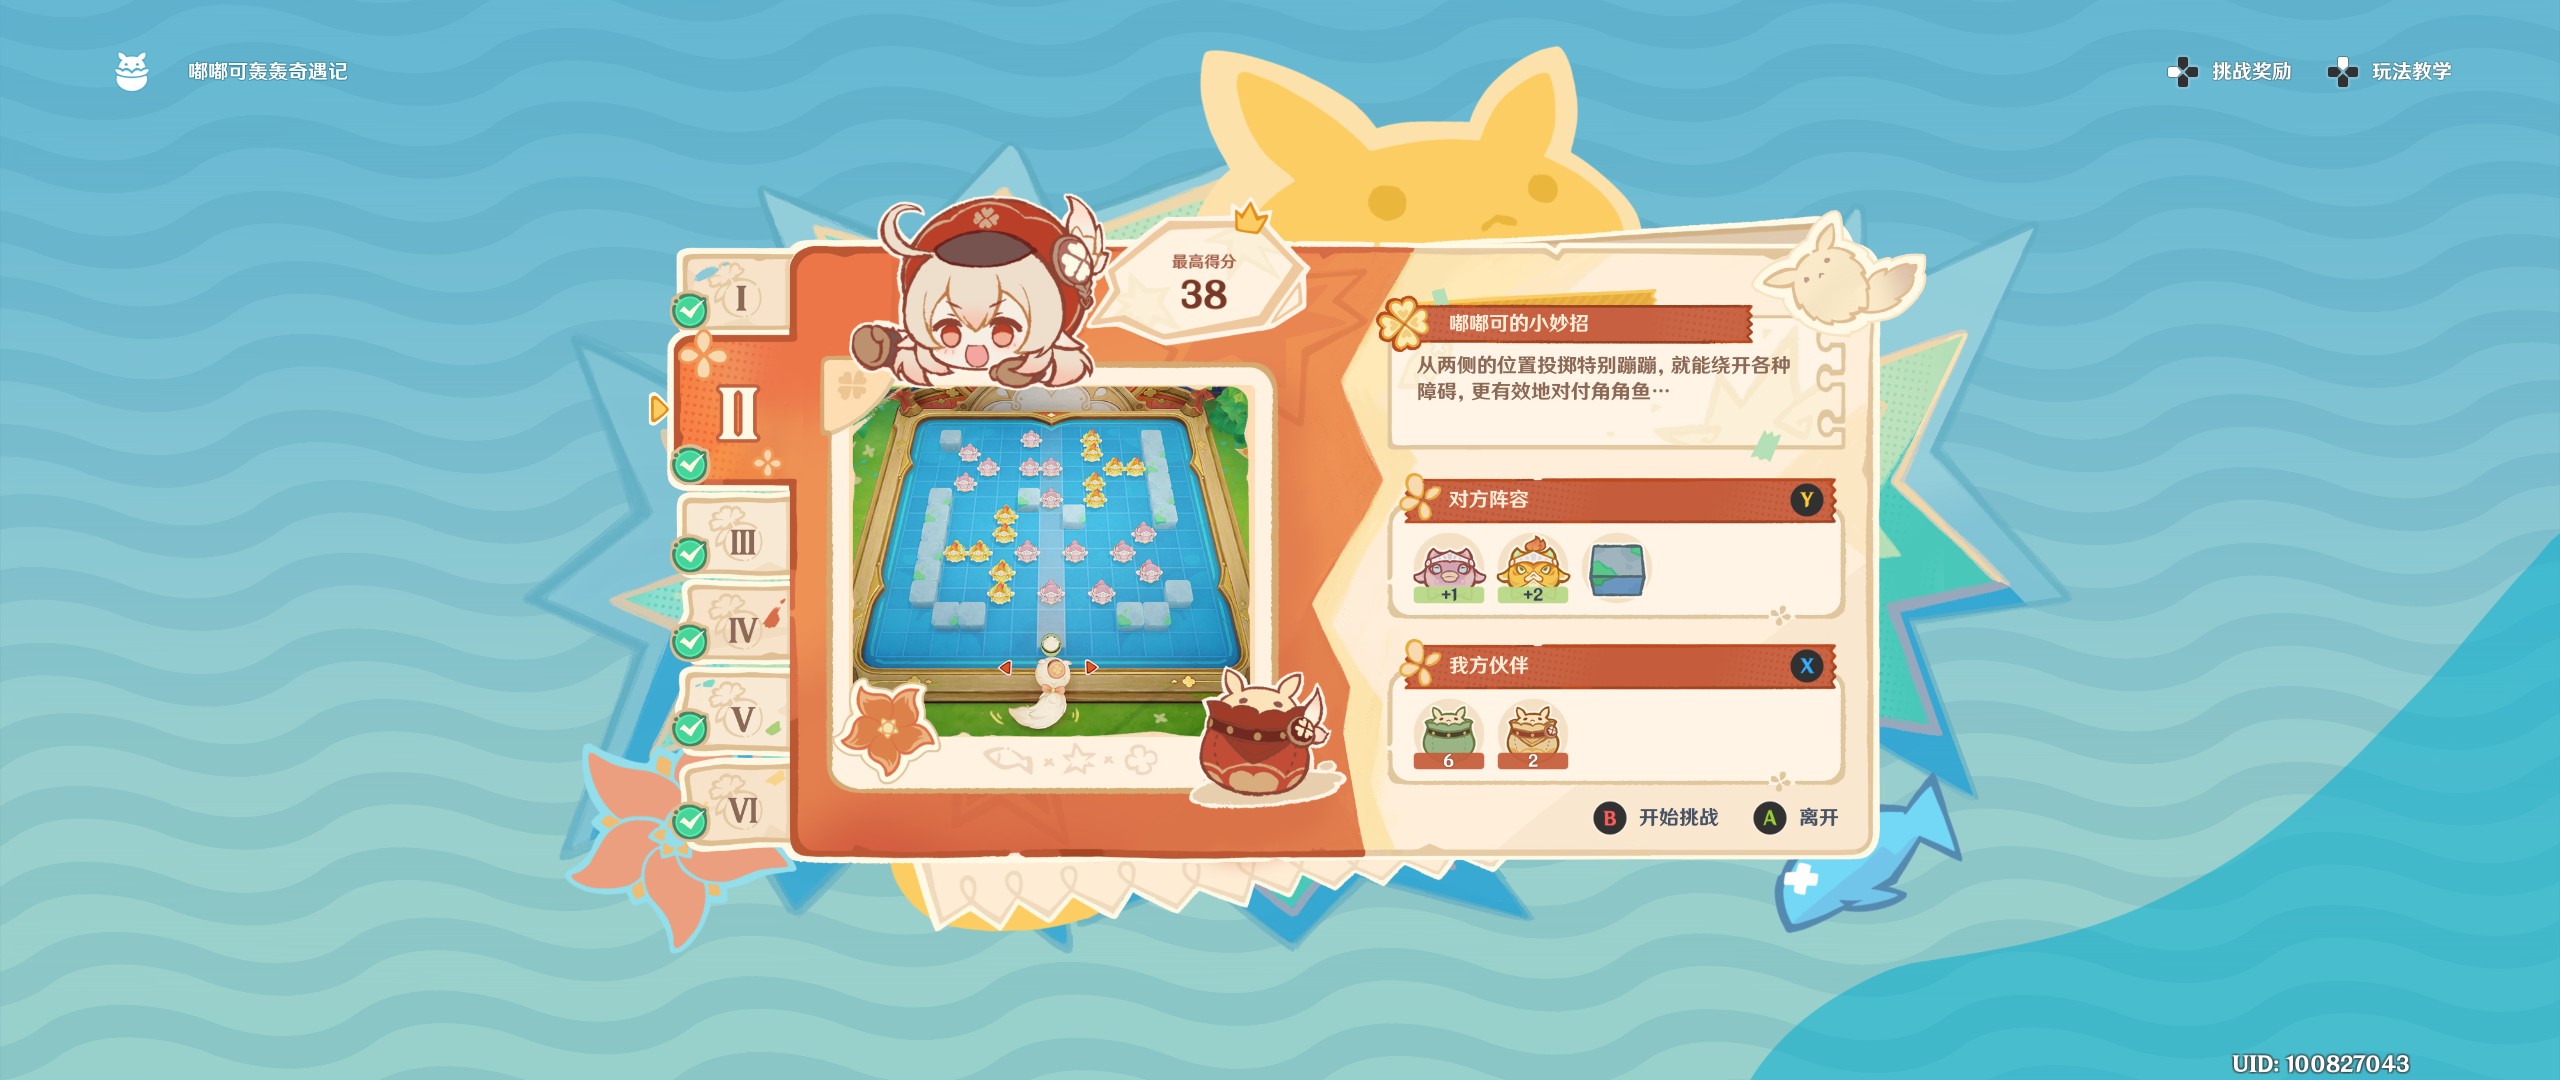 嘟嘟可轰轰奇遇记
挑战奖励
玩法教学
最高得分
38
I
II
III
IV
V
VI
嘟嘟可的小妙招
从两侧的位置投掷特别蹦蹦，就能绕开各种
障碍，更有效地对付角角鱼…
对方阵容
Y
+1
+2
我方伙伴
X
6
2
B 开始挑战
A 离开
UID: 100827043